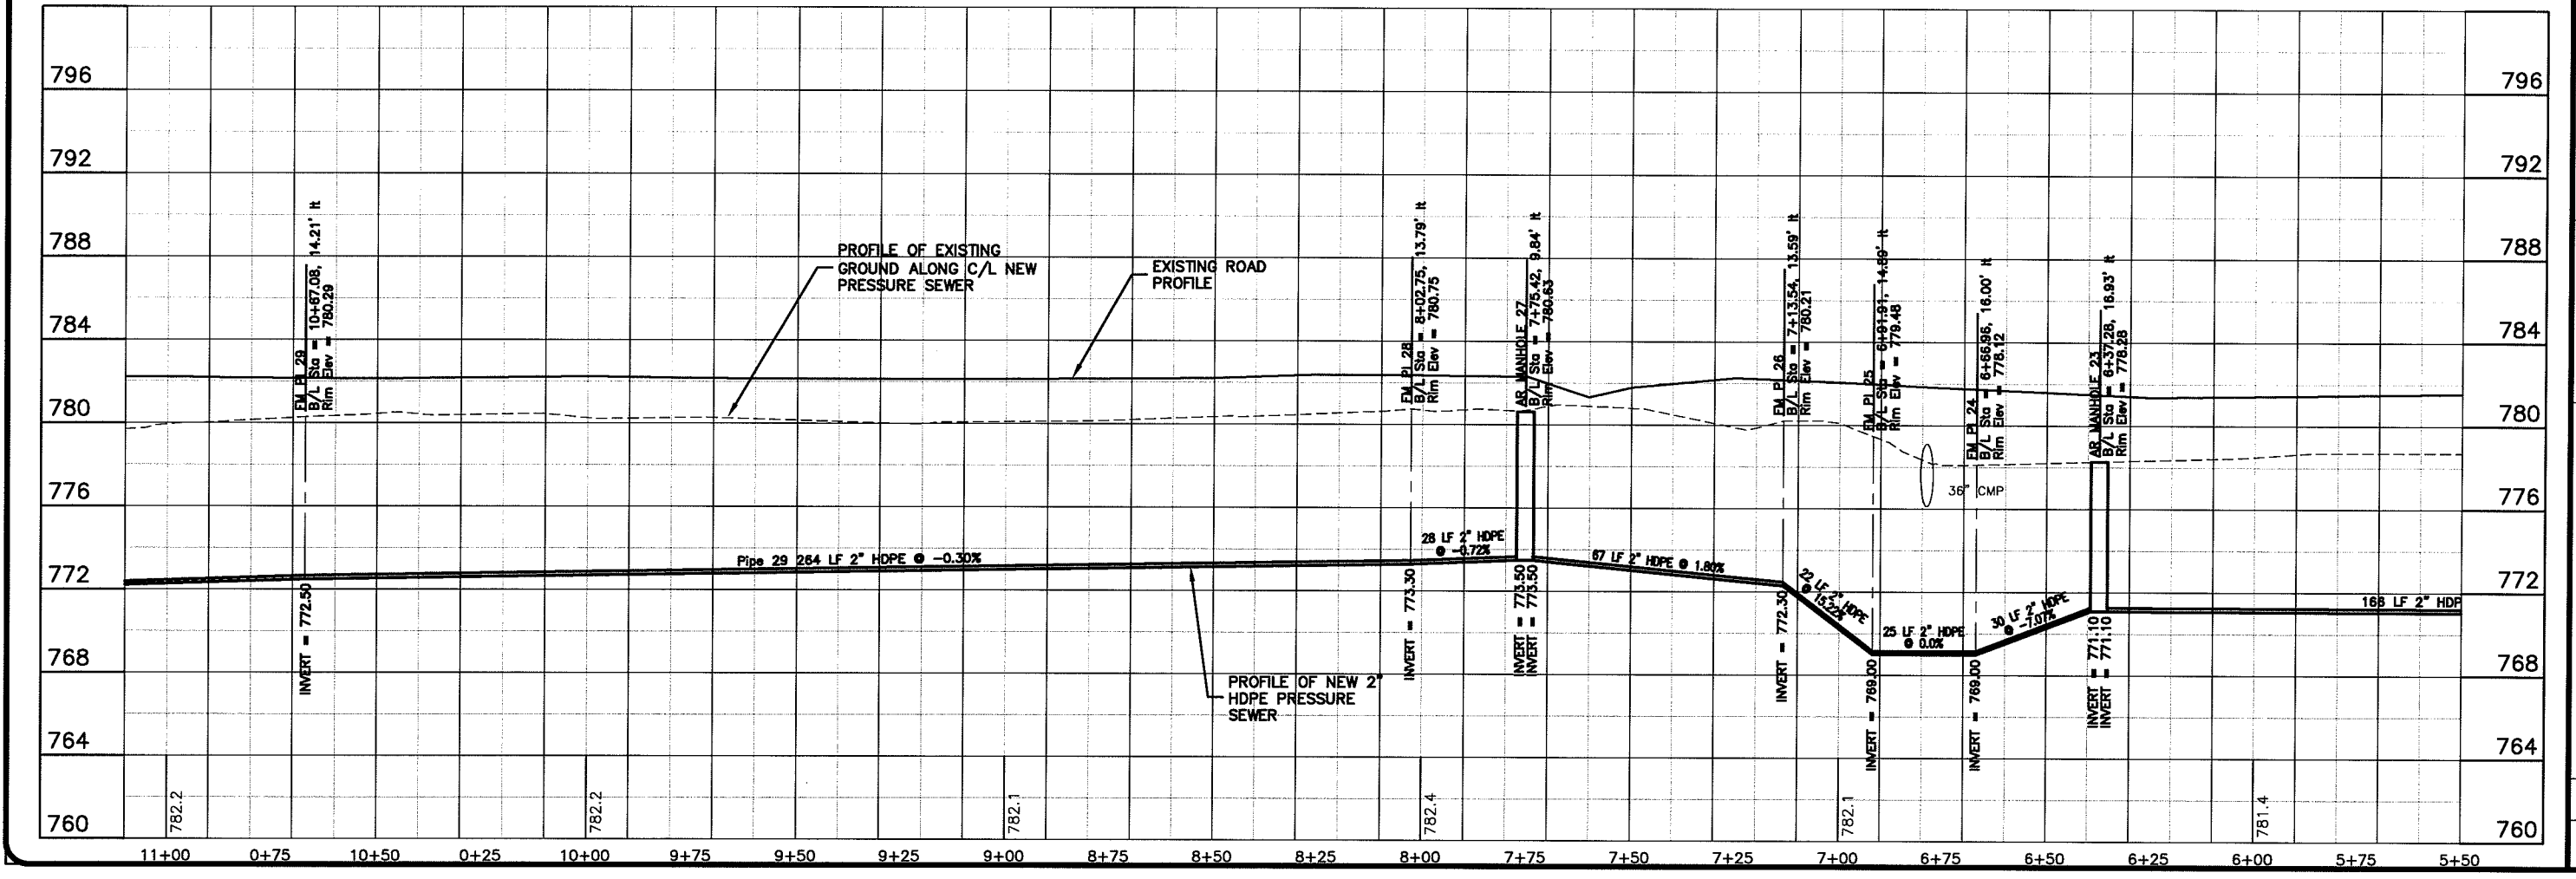 796
796
792
792
788
788
784
784
780
780
776
776
772
772
768
768
764
764
760
760
FM PI 29
B/L Sta = 10+67.08, 14.21' lt
Rim Elev = 780.29
INVERT = 772.50
PROFILE OF EXISTING
GROUND ALONG C/L NEW
PRESSURE SEWER
EXISTING ROAD
PROFILE
FM PI 28
B/L Sta = 8+02.75, 13.79' lt
Rim Elev = 780.75
INVERT = 773.30
AR MANHOLE 27
B/L Sta = 7+75.42, 9.84' lt
Rim Elev = 780.63
INVERT = 773.50
INVERT = 773.50
FM PI 26
B/L Sta = 7+13.54, 13.59' lt
Rim Elev = 780.21
INVERT = 772.30
FM PI 25
B/L Sta = 6+91.91, 14.89' lt
Rim Elev = 779.48
INVERT = 769.00
FM PI 24
B/L Sta = 6+66.96, 16.00' lt
Rim Elev = 778.12
INVERT = 769.00
AR MANHOLE 23
B/L Sta = 6+37.28, 16.93' lt
Rim Elev = 778.28
INVERT = 771.10
INVERT = 771.10
36" CMP
Pipe 29 264 LF 2" HDPE @ -0.30%
28 LF 2" HDPE
@ -0.72%
67 LF 2" HDPE @ 1.80%
22 LF 2" HDPE
@ 15.22%
25 LF 2" HDPE
@ 0.0%
30 LF 2" HDPE
@ -7.07%
166 LF 2" HDP
PROFILE OF NEW 2"
HDPE PRESSURE
SEWER
782.2
782.2
782.1
782.4
782.1
781.4
11+00 0+75 10+50 0+25 10+00 9+75 9+50 9+25 9+00 8+75 8+50 8+25 8+00 7+75 7+50 7+25 7+00 6+75 6+50 6+25 6+00 5+75 5+50